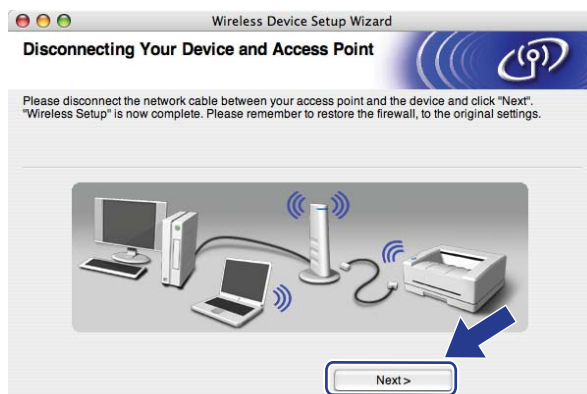 Wireless Device Setup Wizard
Disconnecting Your Device and Access Point
Please disconnect the network cable between your access point and the device and click "Next".
"Wireless Setup" is now complete. Please remember to restore the firewall, to the original settings.
Next >